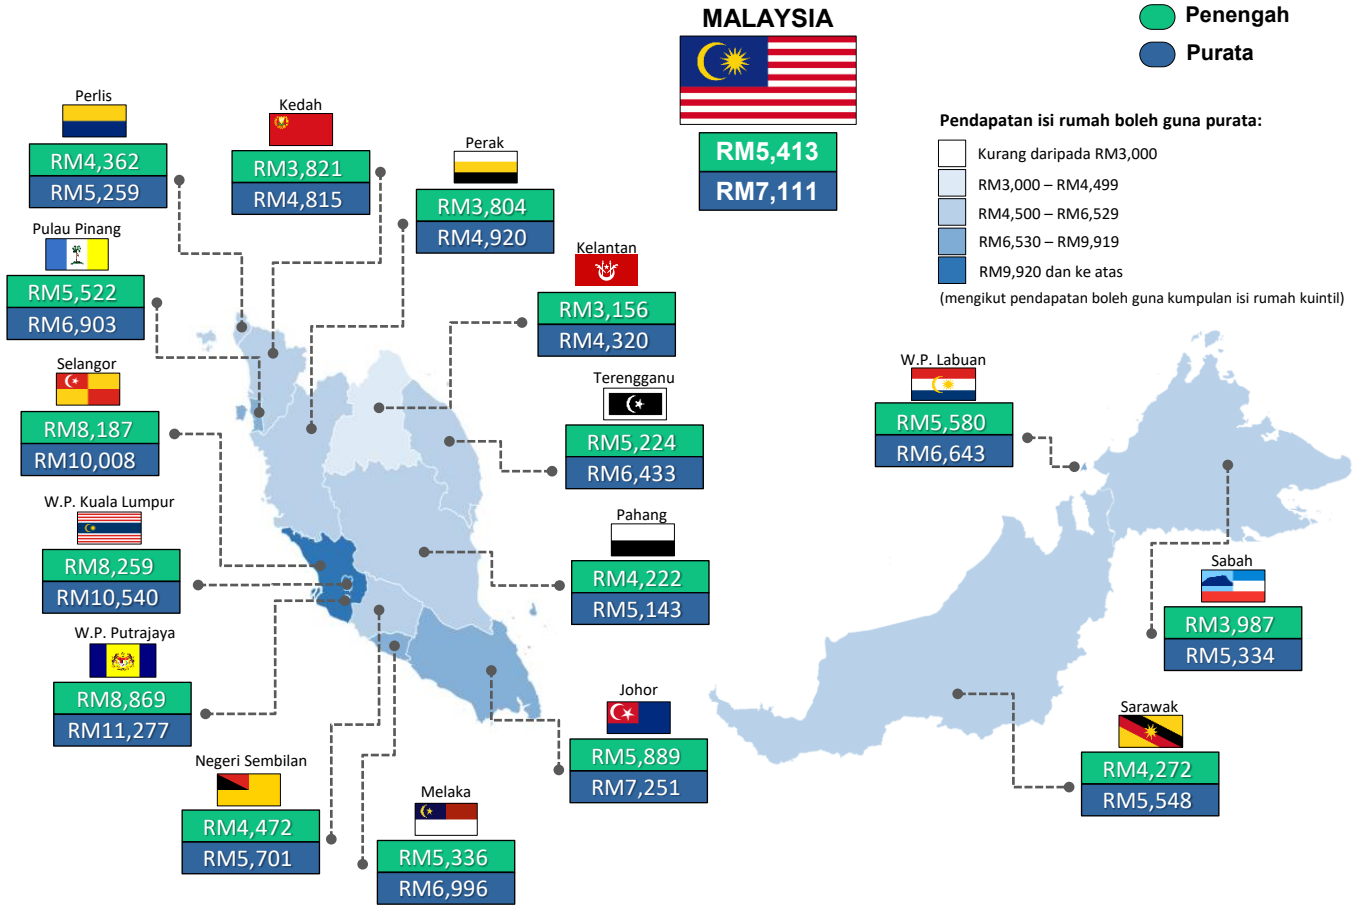 MALAYSIA
RM5,413
RM7,111
Penengah
Purata
Pendapatan isi rumah boleh guna purata:
Kurang daripada RM3,000
RM3,000 – RM4,499
RM4,500 – RM6,529
RM6,530 – RM9,919
RM9,920 dan ke atas
(mengikut pendapatan boleh guna kumpulan isi rumah kuintil)
Perlis
RM4,362
RM5,259
Kedah
RM3,821
RM4,815
Perak
RM3,804
RM4,920
Pulau Pinang
RM5,522
RM6,903
Kelantan
RM3,156
RM4,320
Selangor
RM8,187
RM10,008
Terengganu
RM5,224
RM6,433
W.P. Labuan
RM5,580
RM6,643
W.P. Kuala Lumpur
RM8,259
RM10,540
Pahang
RM4,222
RM5,143
Sabah
RM3,987
RM5,334
W.P. Putrajaya
RM8,869
RM11,277
Johor
RM5,889
RM7,251
Sarawak
RM4,272
RM5,548
Negeri Sembilan
RM4,472
RM5,701
Melaka
RM5,336
RM6,996